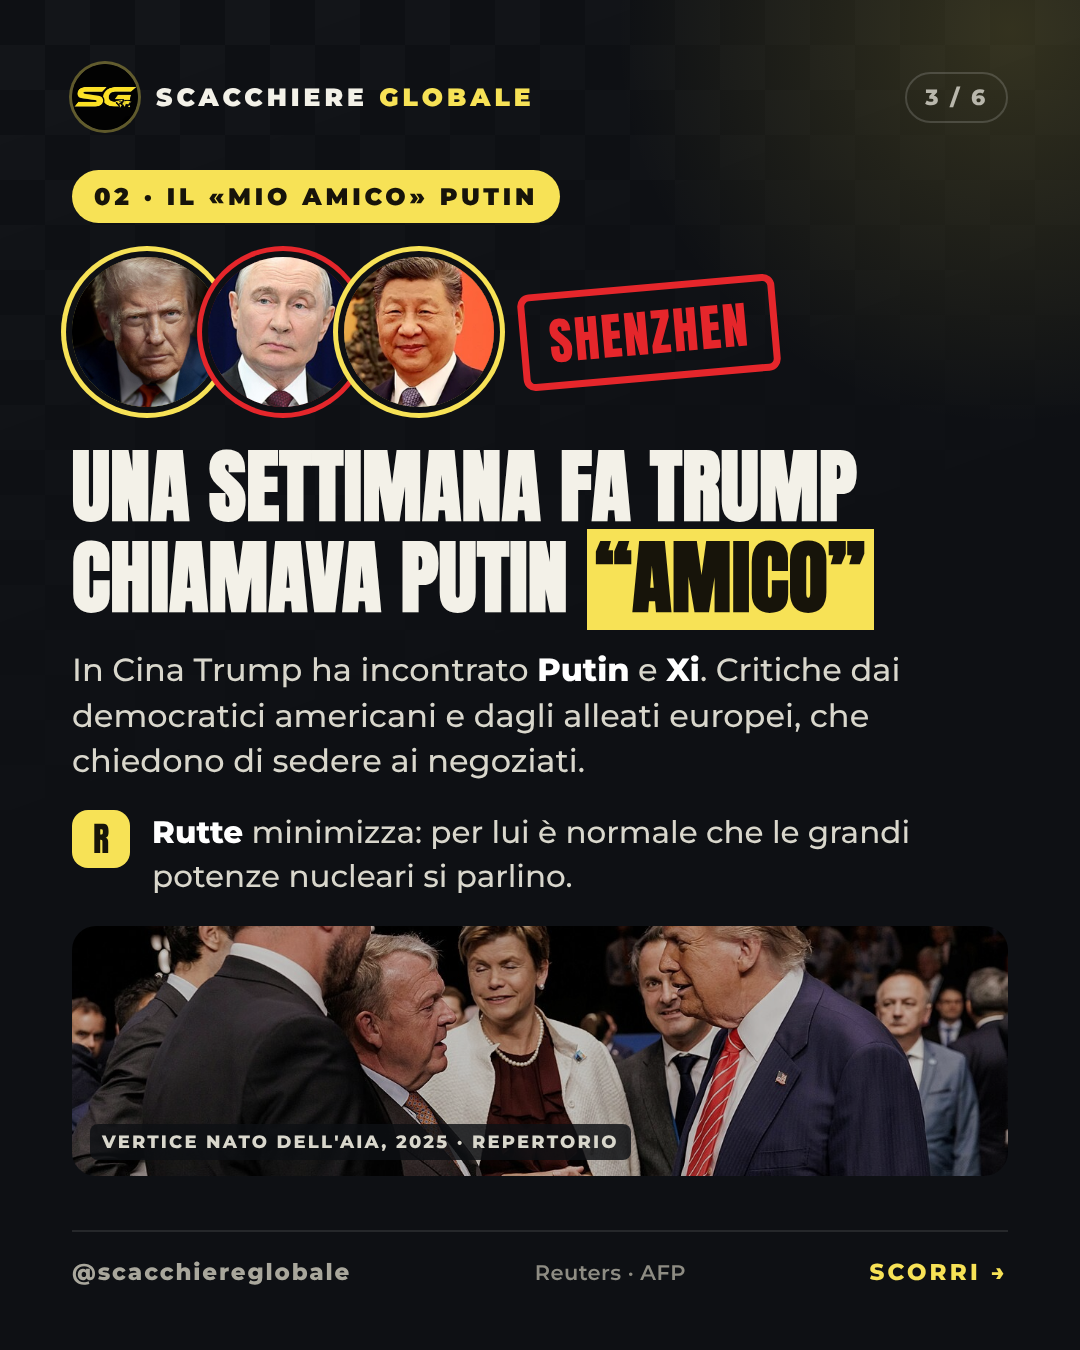 SG
SCACCHIERE GLOBALE
3 / 6
02 · IL «MIO AMICO» PUTIN
SHENZHEN
UNA SETTIMANA FA TRUMP
CHIAMAVA PUTIN “AMICO”
In Cina Trump ha incontrato Putin e Xi. Critiche dai
democratici americani e dagli alleati europei, che
chiedono di sedere ai negoziati.
R
Rutte minimizza: per lui è normale che le grandi
potenze nucleari si parlino.
VERTICE NATO DELL'AIA, 2025 · REPERTORIO
@scacchiereglobale
Reuters · AFP
SCORRI →